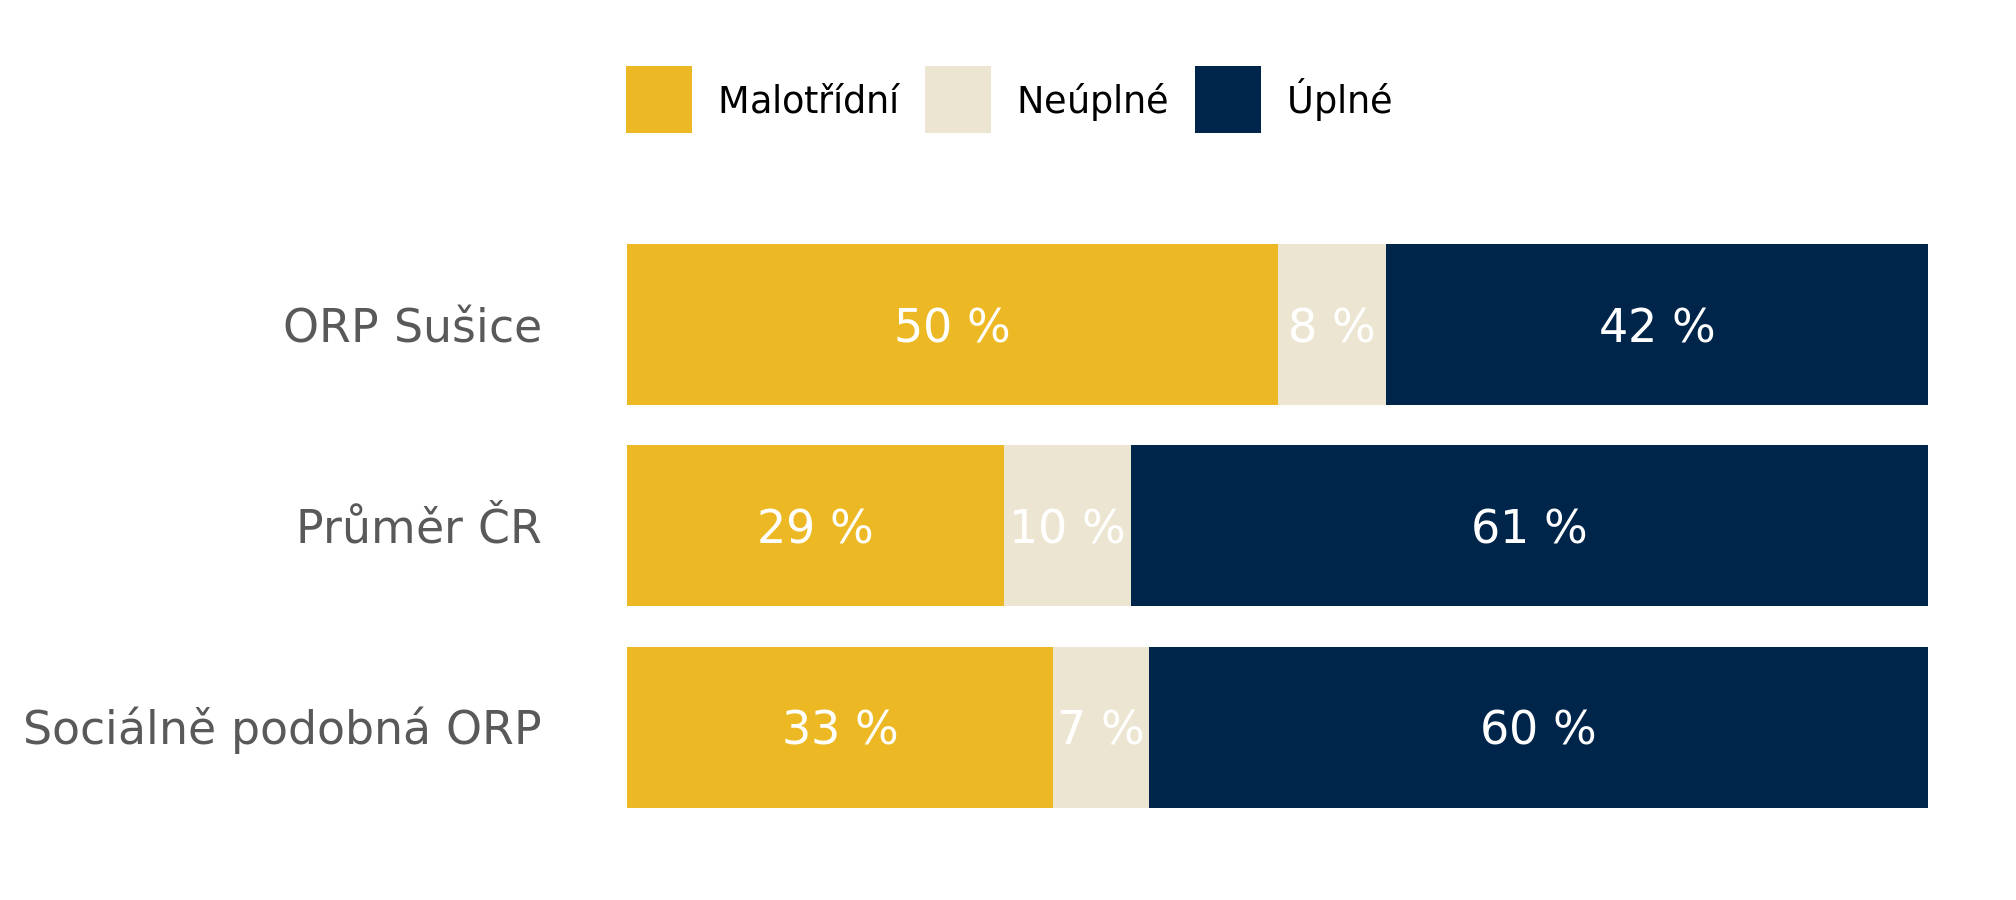 Malotřídní Neúplné Úplné
ORP Sušice 50 % 8 % 42 %
Průměr ČR 29 % 10 % 61 %
Sociálně podobná ORP 33 % 7 % 60 %